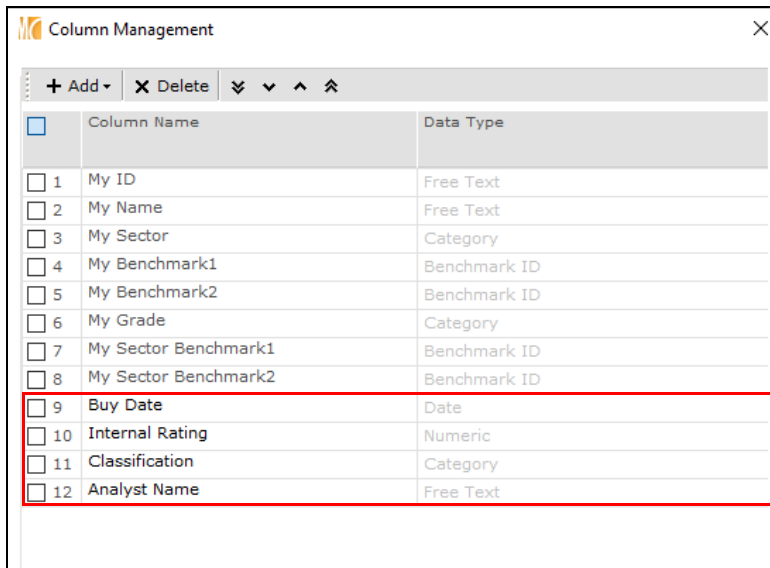 Column Management
Add Delete
Column Name Data Type
1 My ID Free Text
2 My Name Free Text
3 My Sector Category
4 My Benchmark1 Benchmark ID
5 My Benchmark2 Benchmark ID
6 My Grade Category
7 My Sector Benchmark1 Benchmark ID
8 My Sector Benchmark2 Benchmark ID
9 Buy Date Date
10 Internal Rating Numeric
11 Classification Category
12 Analyst Name Free Text